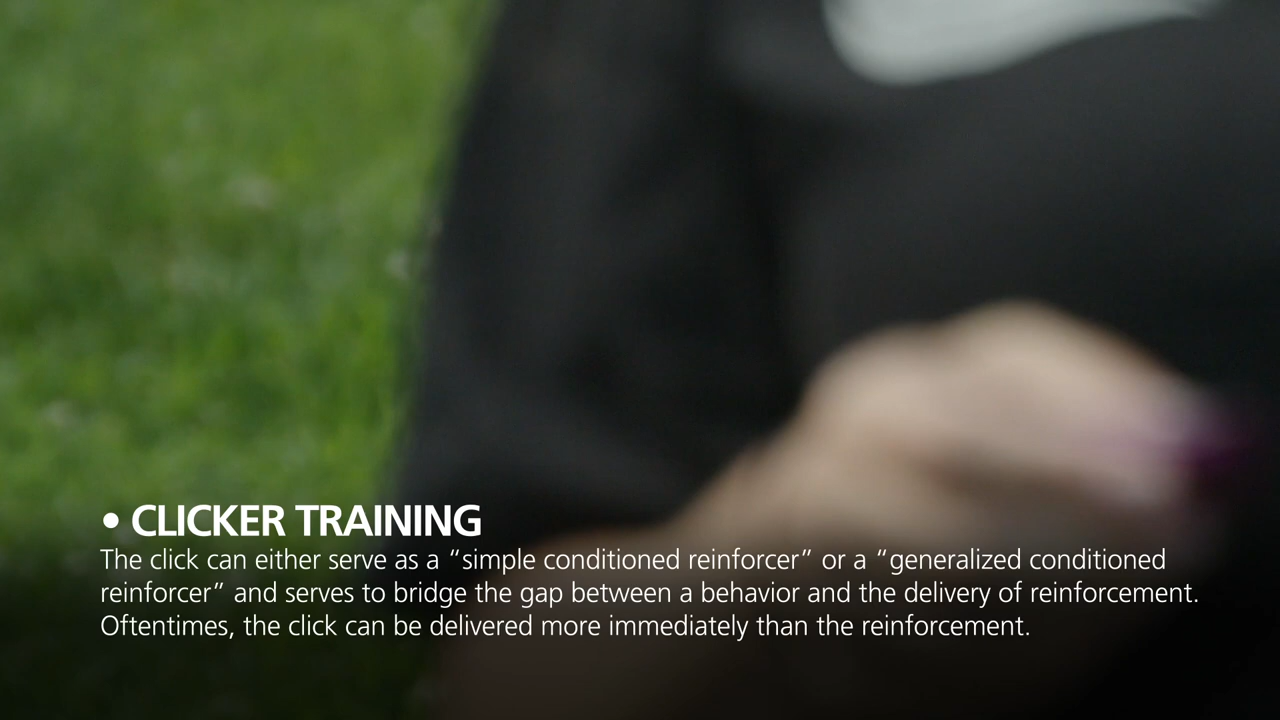 • CLICKER TRAINING
The click can either serve as a “simple conditioned reinforcer” or a “generalized conditioned
reinforcer” and serves to bridge the gap between a behavior and the delivery of reinforcement.
Oftentimes, the click can be delivered more immediately than the reinforcement.